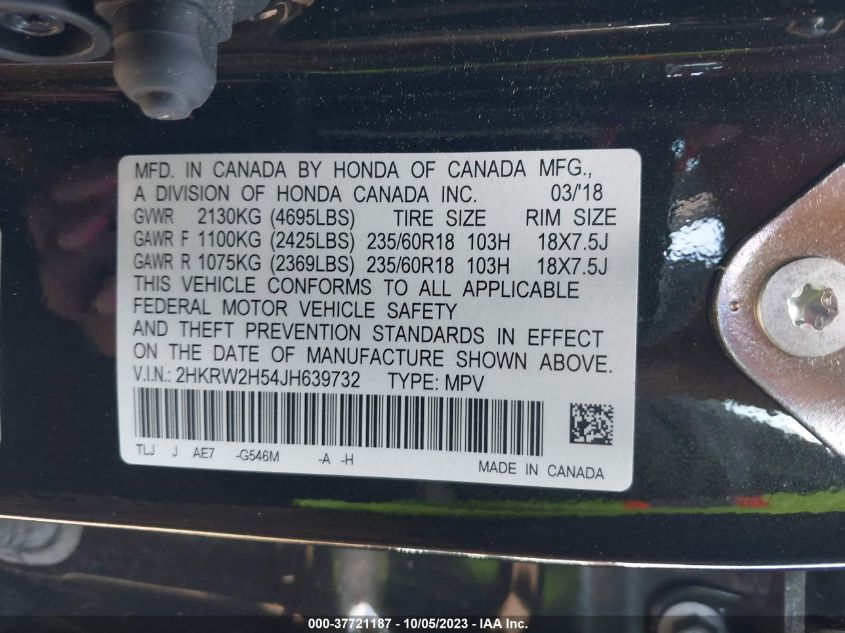 MFD. IN CANADA BY HONDA OF CANADA MFG.,
A DIVISION OF HONDA CANADA INC. 03/'18
GVWR 2130KG (4695LBS) TIRE SIZE RIM SIZE
GAWR F 1100KG (2425LBS) 235/60R18 103H 18X7.5J
GAWR R 1075KG (2369LBS) 235/60R18 103H 18X7.5J
THIS VEHICLE CONFORMS TO ALL APPLICABLE
FEDERAL MOTOR VEHICLE SAFETY
AND THEFT PREVENTION STANDARDS IN EFFECT
ON THE DATE OF MANUFACTURE SHOWN ABOVE.
V.I.N.: 2HKRW2H54JH639732 TYPE: MPV
TLJ J AE7 -G546M -A -H
MADE IN CANADA
000-37721187 - 10/05/2023 - IAA Inc.